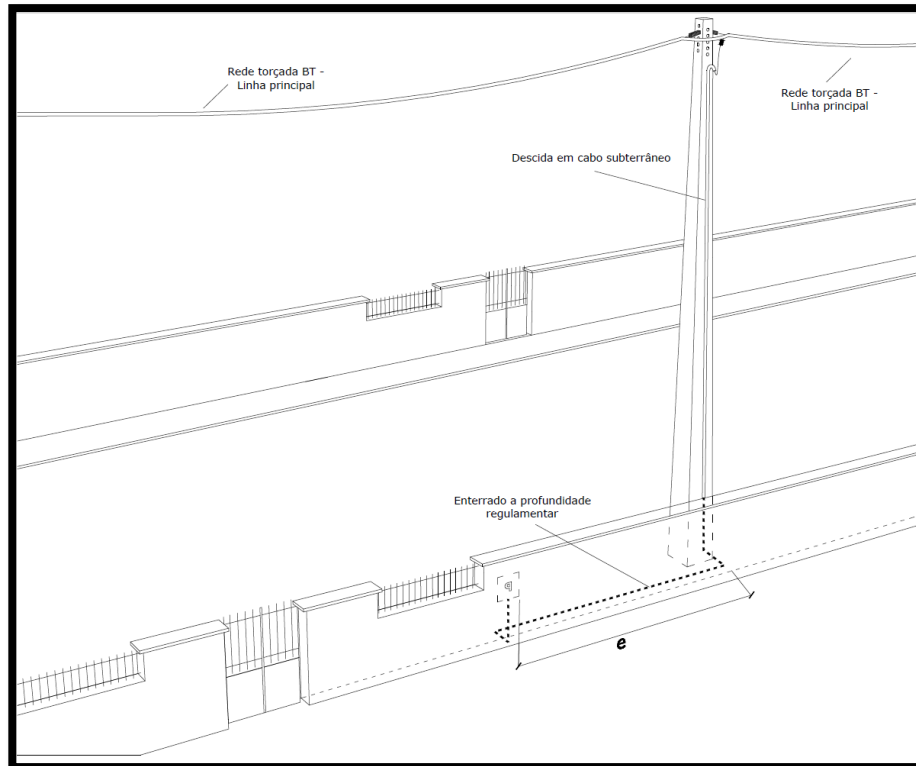 Rede torçada BT -
Linha principal
Rede torçada BT -
Linha principal
Descida em cabo subterrâneo
Enterrado a profundidade
regulamentar
e